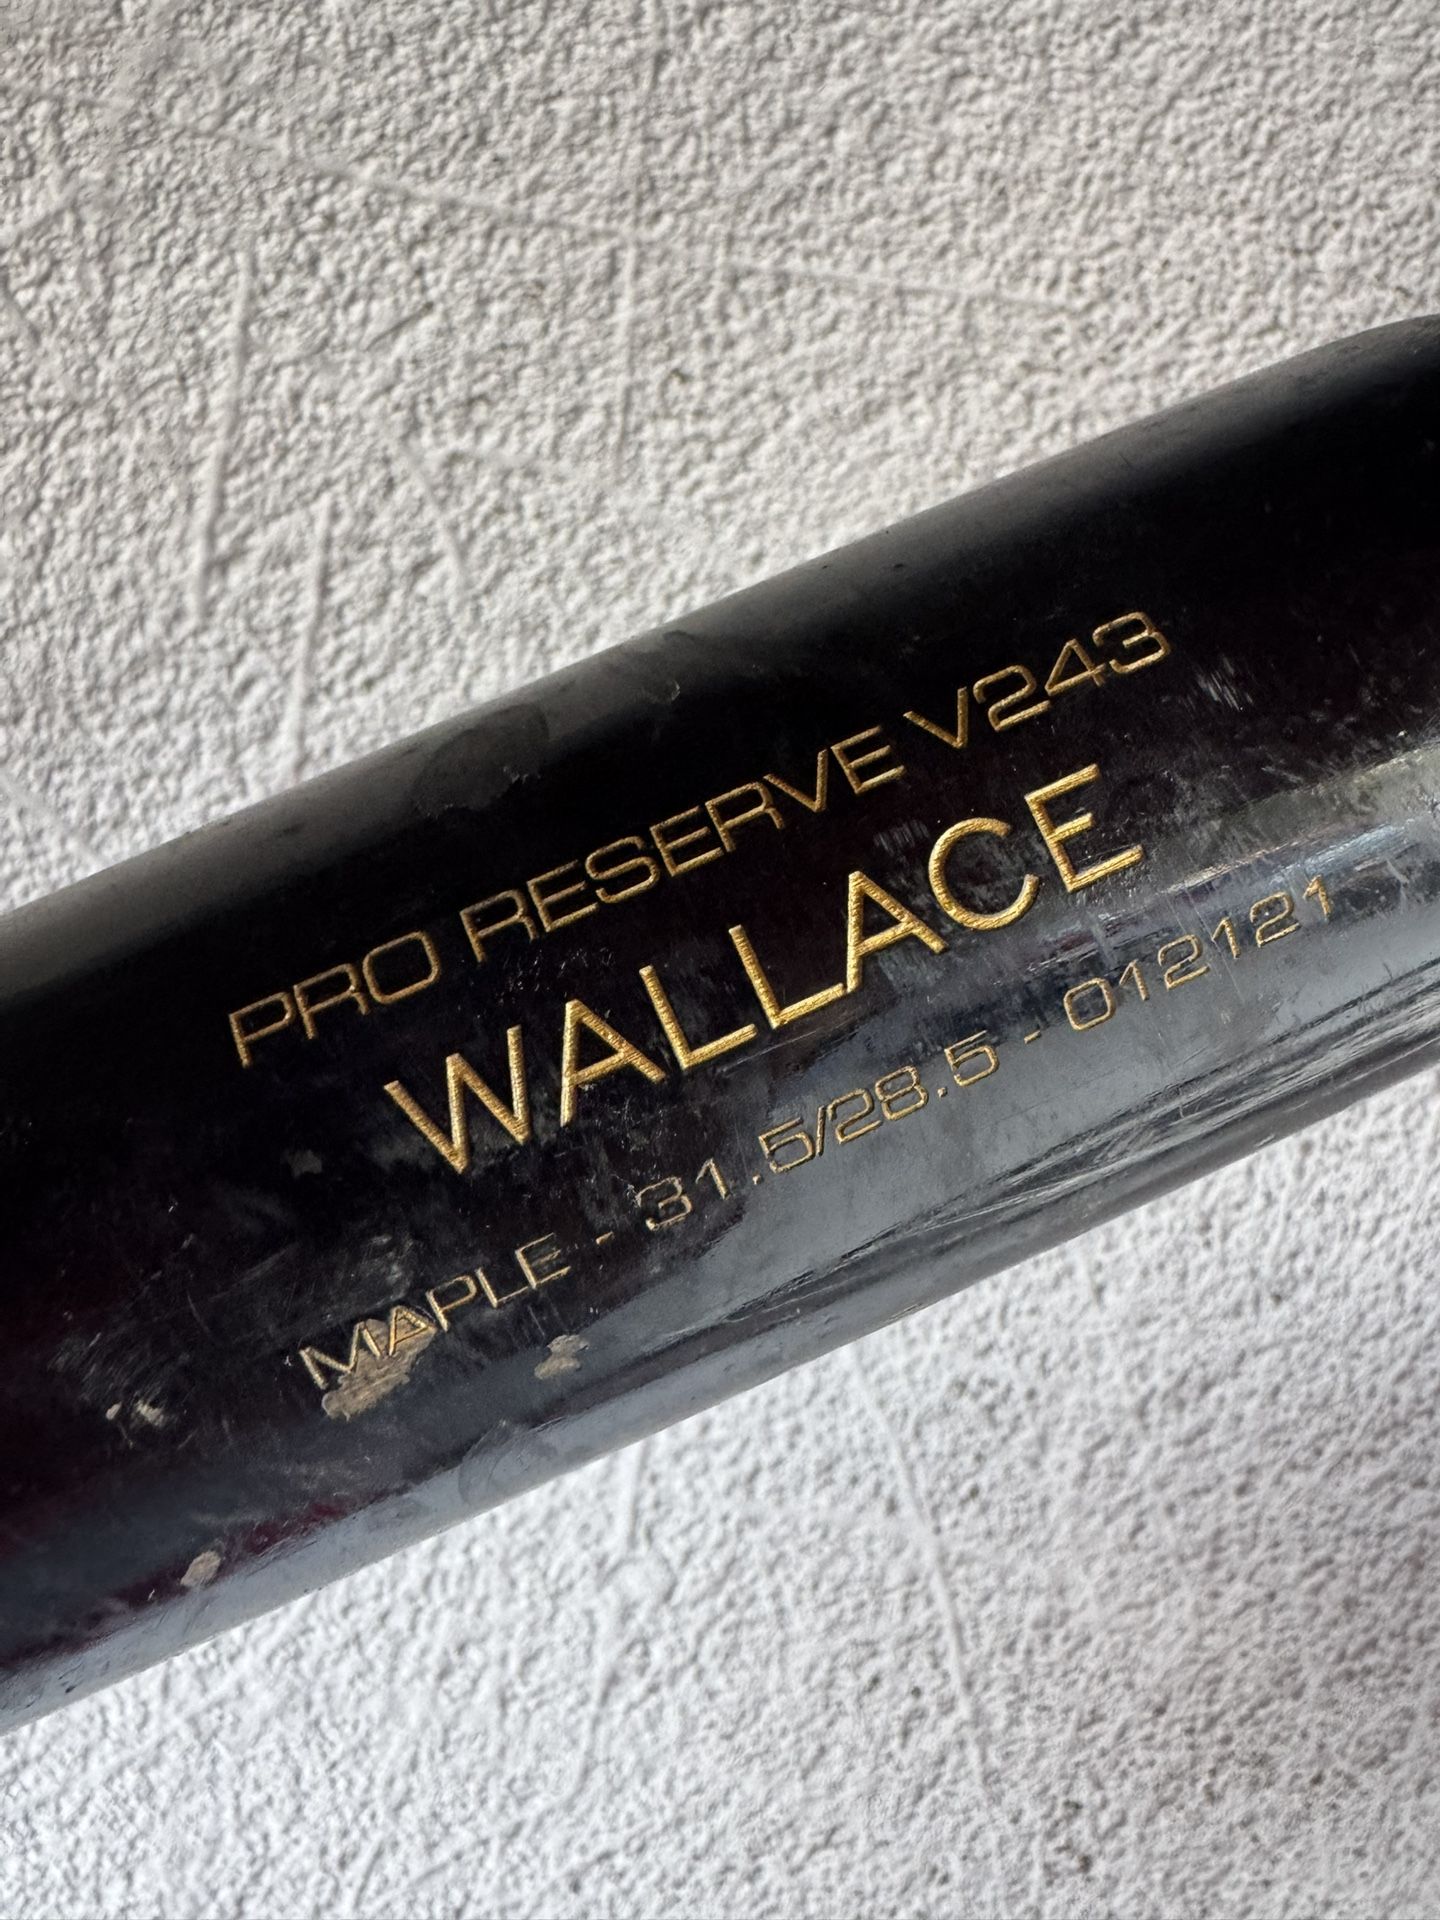 PRO RESERVE V243
WALLACE
MAPLE - 31.5/28.5 - 012121